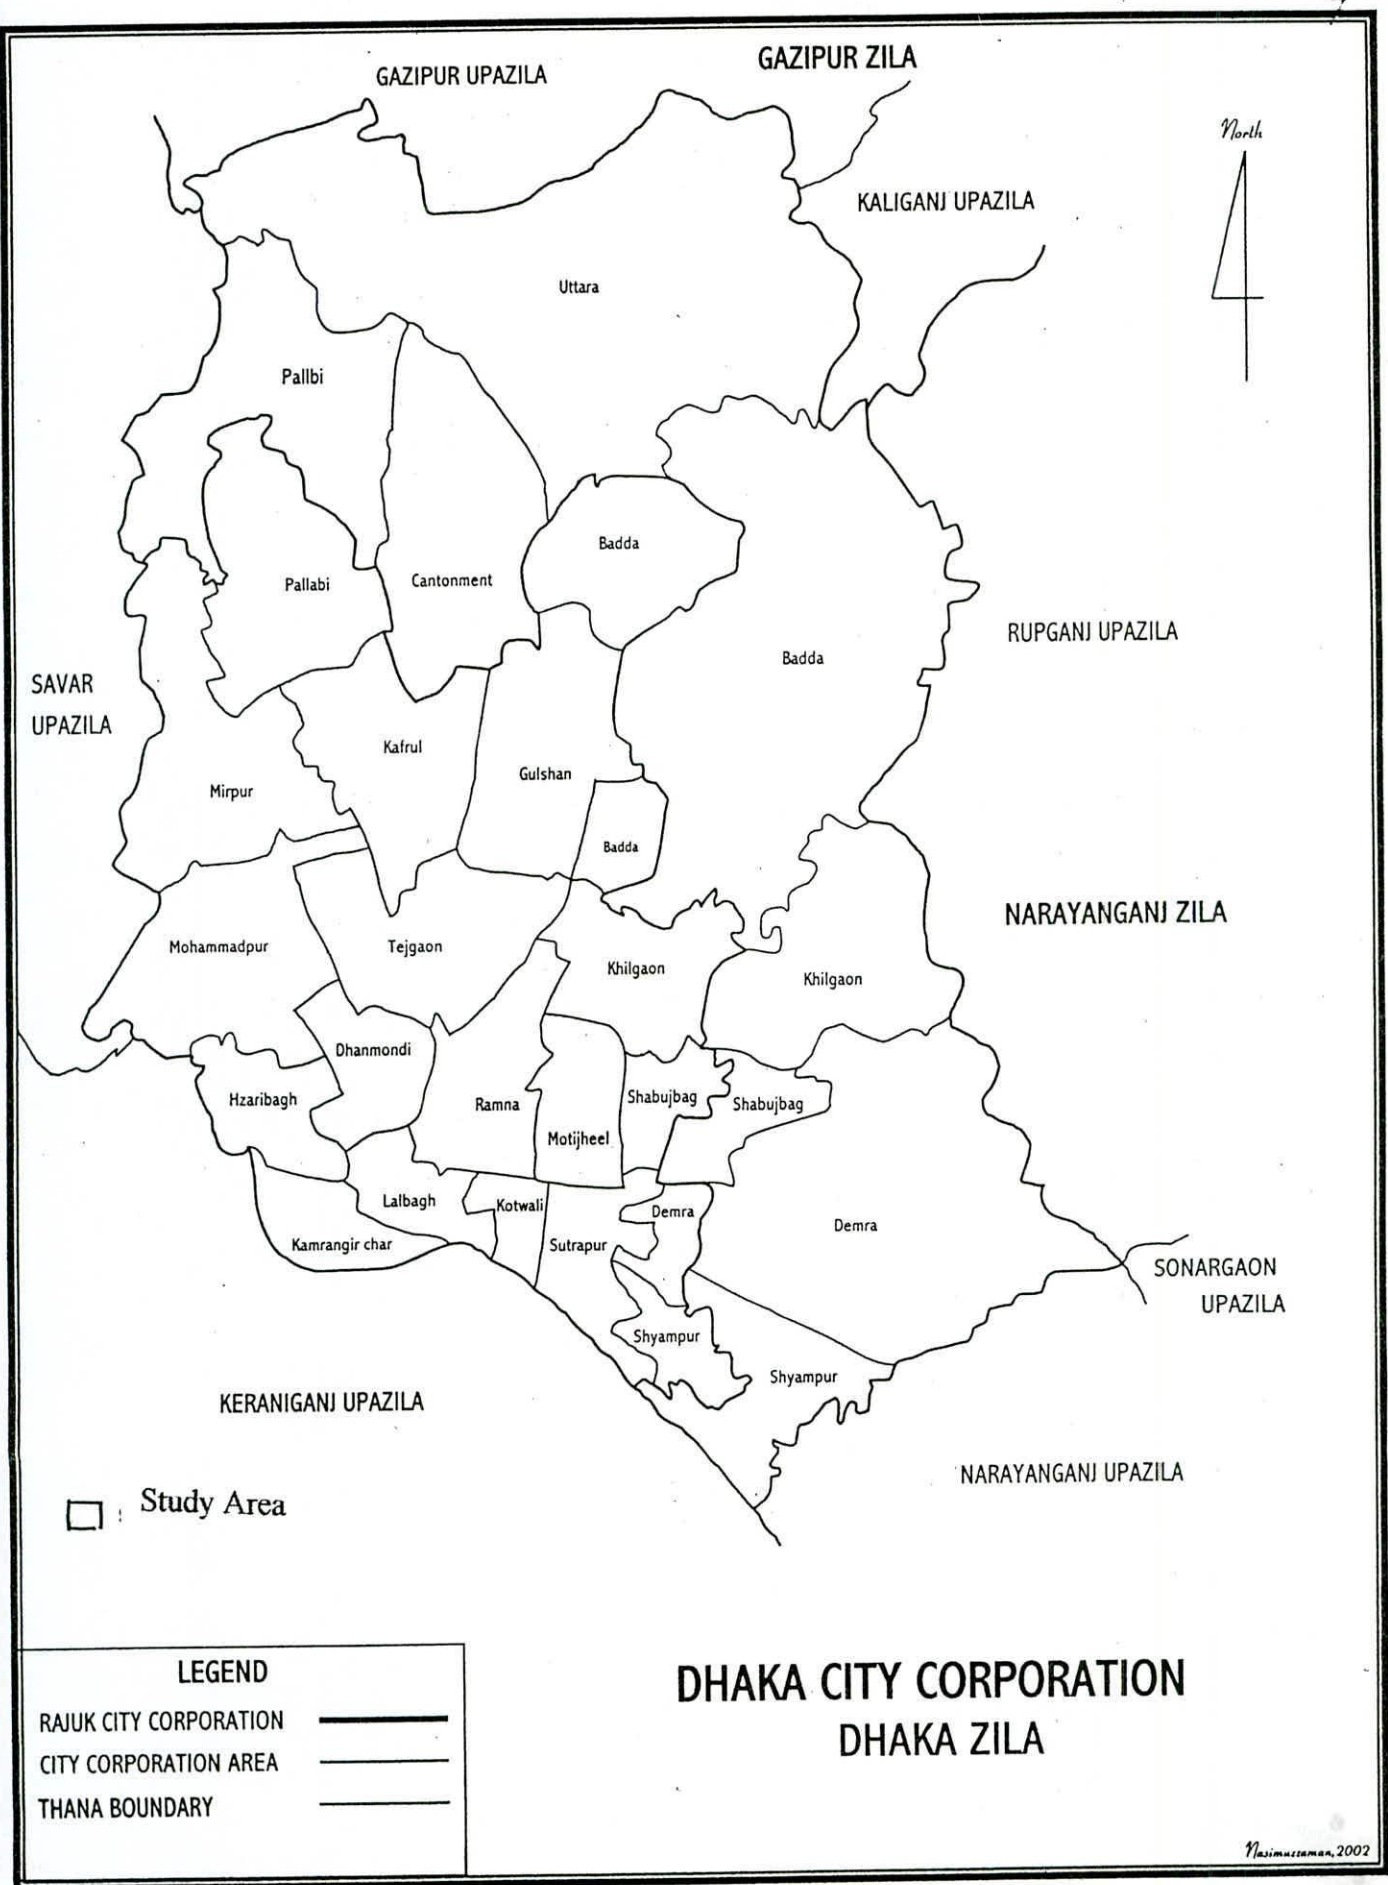 GAZIPUR ZILA
GAZIPUR UPAZILA
North
KALIGANJ UPAZILA
Uttara
Pallbi
Badda
Pallabi
Cantonment
RUPGANJ UPAZILA
Badda
SAVAR
UPAZILA
Kafrul
Gulshan
Mirpur
Badda
NARAYANGANJ ZILA
Mohammadpur
Tejgaon
Khilgaon
Khilgaon
Dhanmondi
Hzaribagh
Ramna
Shabujbag
Shabujbag
Motijheel
Lalbagh
Kotwali
Demra
Demra
Kamrangir char
Sutrapur
SONARGAON
UPAZILA
Shyampur
Shyampur
KERANIGANJ UPAZILA
NARAYANGANJ UPAZILA
: Study Area
LEGEND
RAJUK CITY CORPORATION
CITY CORPORATION AREA
THANA BOUNDARY
DHAKA CITY CORPORATION
DHAKA ZILA
Nasimuzzaman, 2002